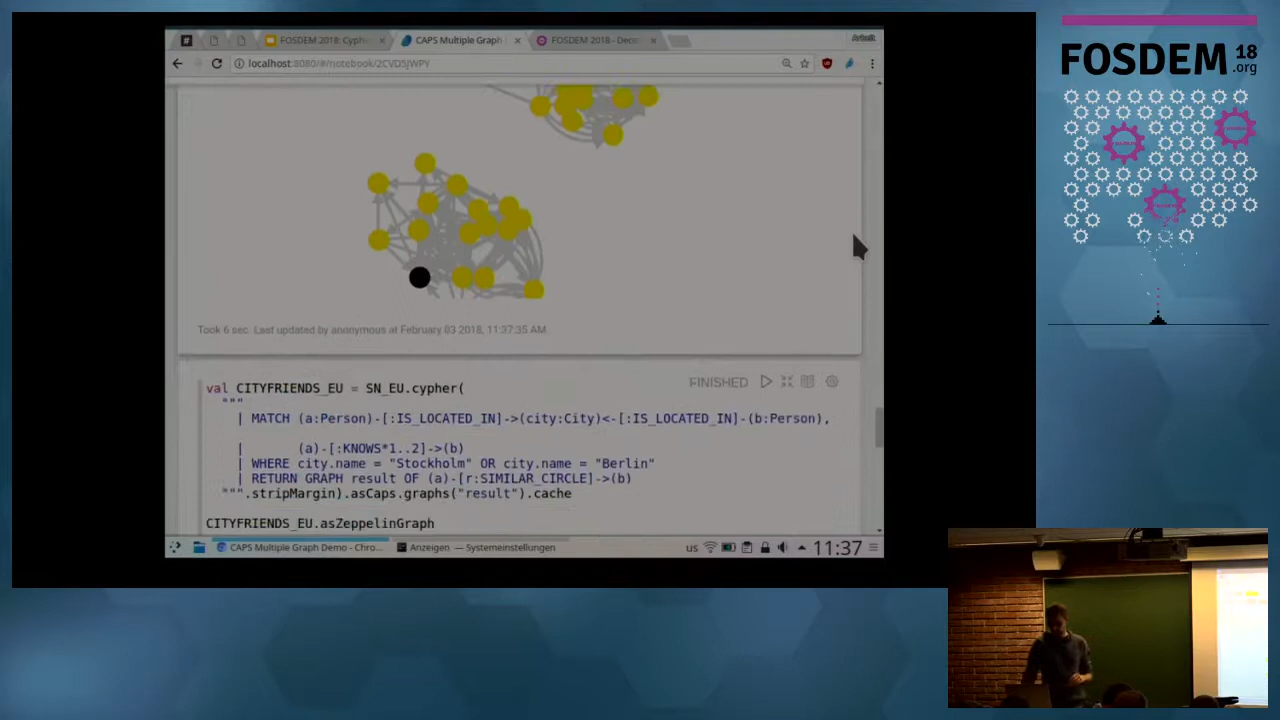 FOSDEM 2018: Cyph
CAPS Multiple Graph
FOSDEM 2018 - Dec
localhost:8080/#/notebook/2CVD5JWPV
Took 6 sec. Last updated by anonymous at February 03 2018, 11:37:35 AM.
FINISHED
val CITYFRIENDS_EU = SN_EU.cypher(
"""
| MATCH (a:Person)-[:IS_LOCATED_IN]->(city:City)<-[:IS_LOCATED_IN]-(b:Person),
| (a)-[:KNOWS*1..2]->(b)
| WHERE city.name = "Stockholm" OR city.name = "Berlin"
| RETURN GRAPH result OF (a)-[r:SIMILAR_CIRCLE]->(b)
""".stripMargin).asCaps.graphs("result").cache
CITYFRIENDS_EU.asZeppelinGraph
CAPS Multiple Graph Demo - Chro...
Anzeigen — Systemeinstellungen
us
11:37
FOSDEM 18
.org